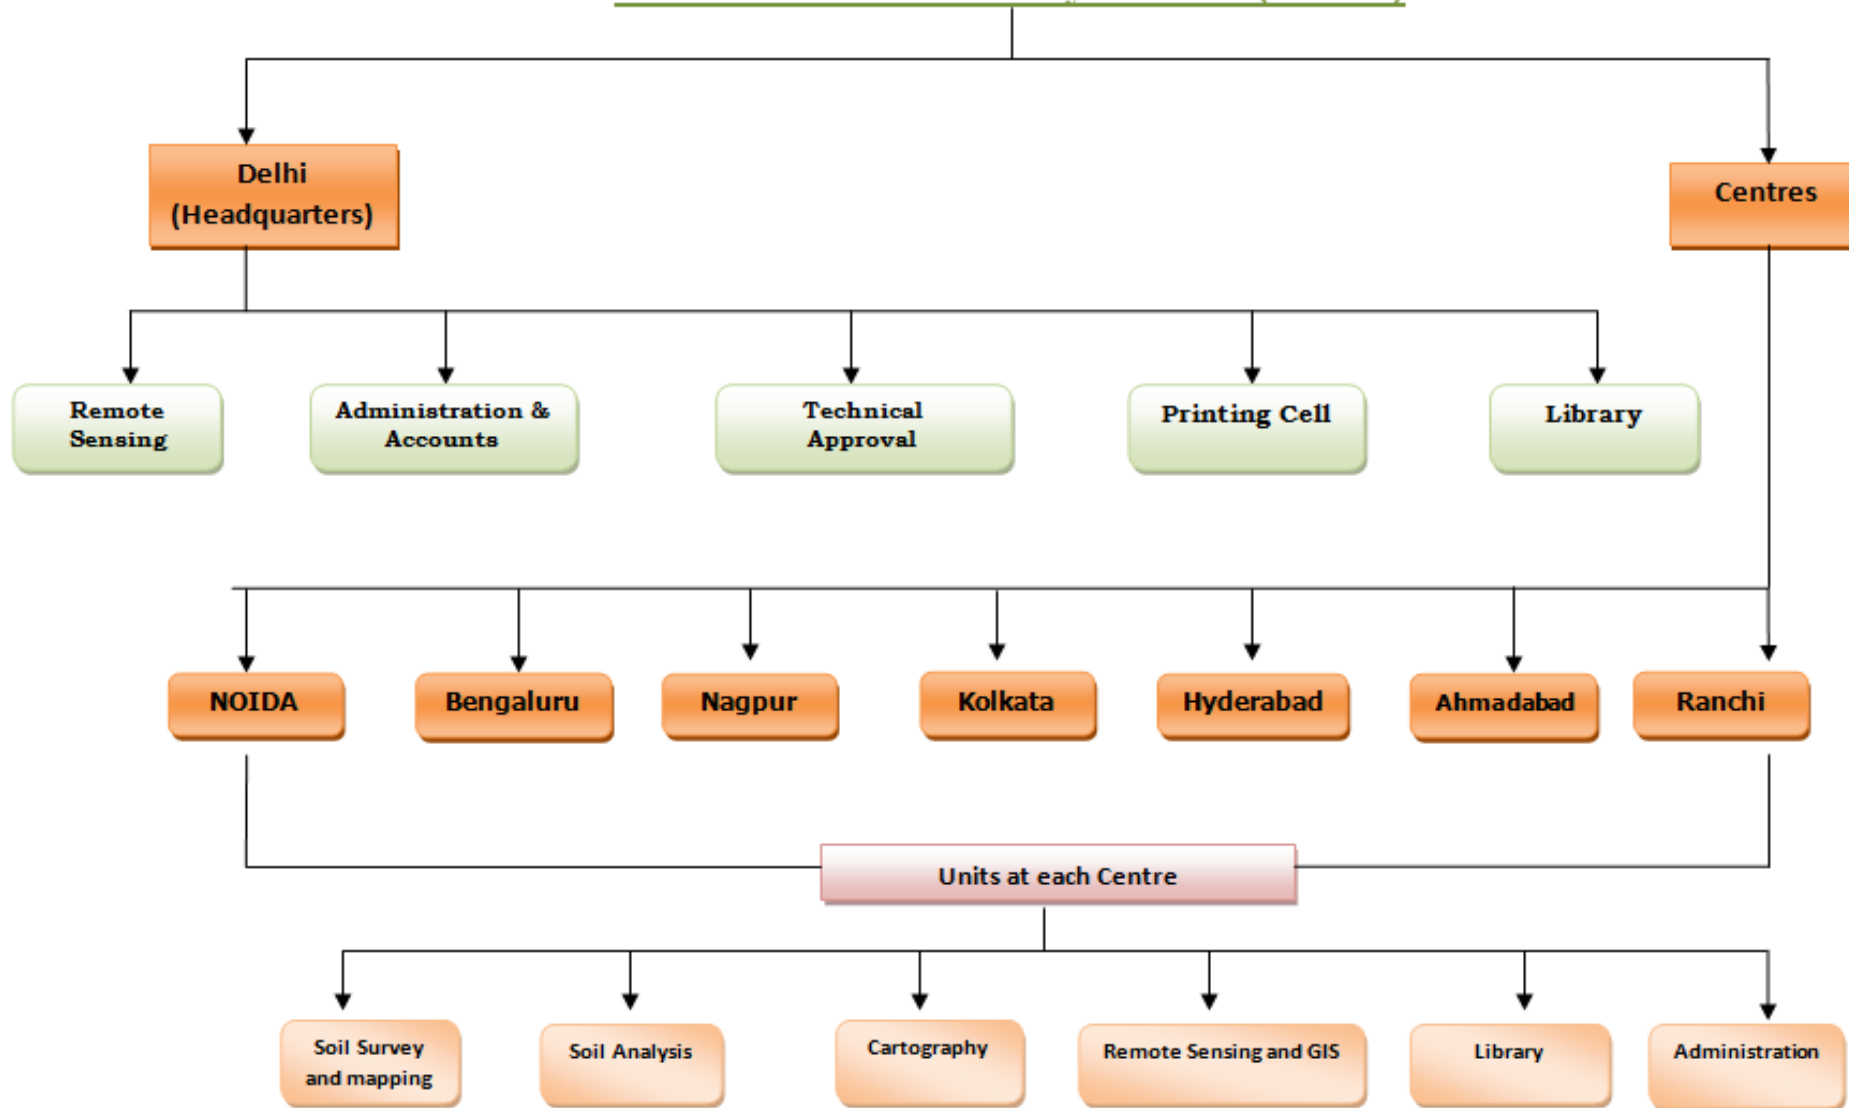 Delhi
(Headquarters)
Centres
Remote
Sensing
Administration &
Accounts
Technical
Approval
Printing Cell
Library
NOIDA
Bengaluru
Nagpur
Kolkata
Hyderabad
Ahmadabad
Ranchi
Units at each Centre
Soil Survey
and mapping
Soil Analysis
Cartography
Remote Sensing and GIS
Library
Administration